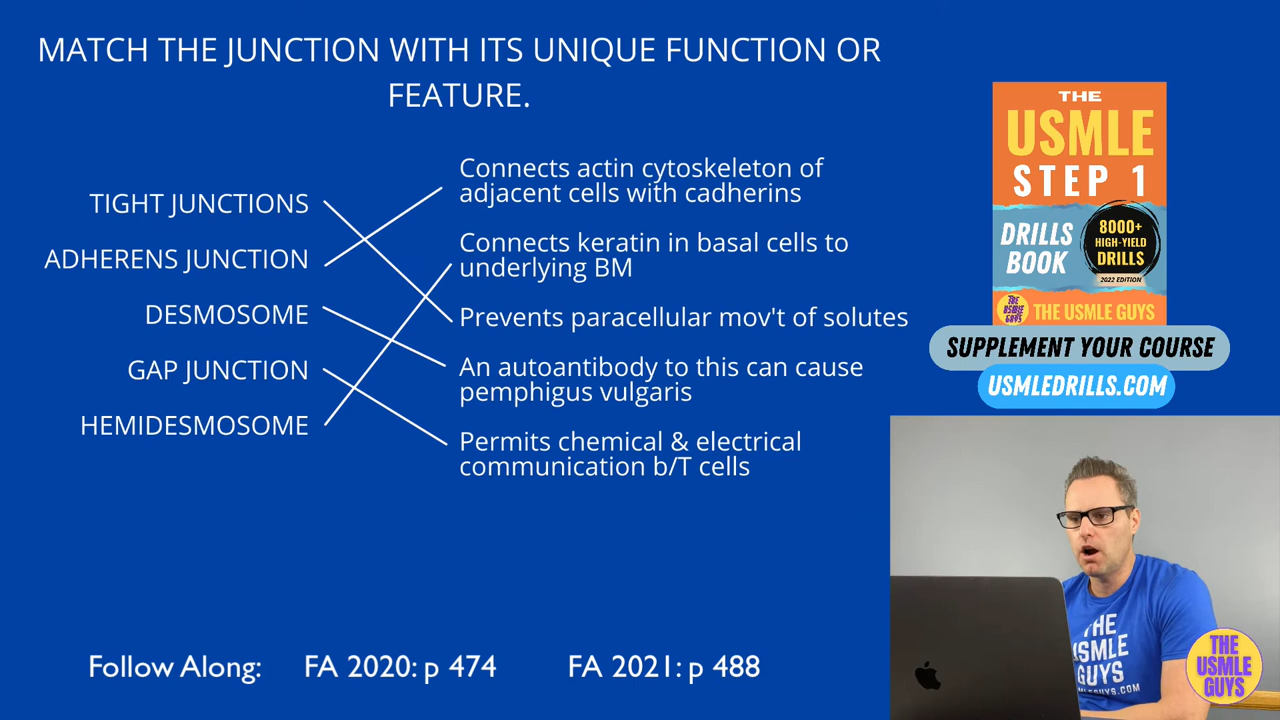 MATCH THE JUNCTION WITH ITS UNIQUE FUNCTION OR
FEATURE.
TIGHT JUNCTIONS
ADHERENS JUNCTION
DESMOSOME
GAP JUNCTION
HEMIDESMOSOME
Connects actin cytoskeleton of
adjacent cells with cadherins
Connects keratin in basal cells to
underlying BM
Prevents paracellular mov't of solutes
An autoantibody to this can cause
pemphigus vulgaris
Permits chemical & electrical
communication b/T cells
THE
USMLE
STEP 1
DRILLS
BOOK
8000+
HIGH-YIELD
DRILLS
2022 EDITION
THE
USMLE
GUYS
THE USMLE GUYS
SUPPLEMENT YOUR COURSE
USMLEDRILLS.COM
THE
USMLE
GUYS
Follow Along: FA 2020: p 474 FA 2021: p 488
THE
USMLE
GUYS